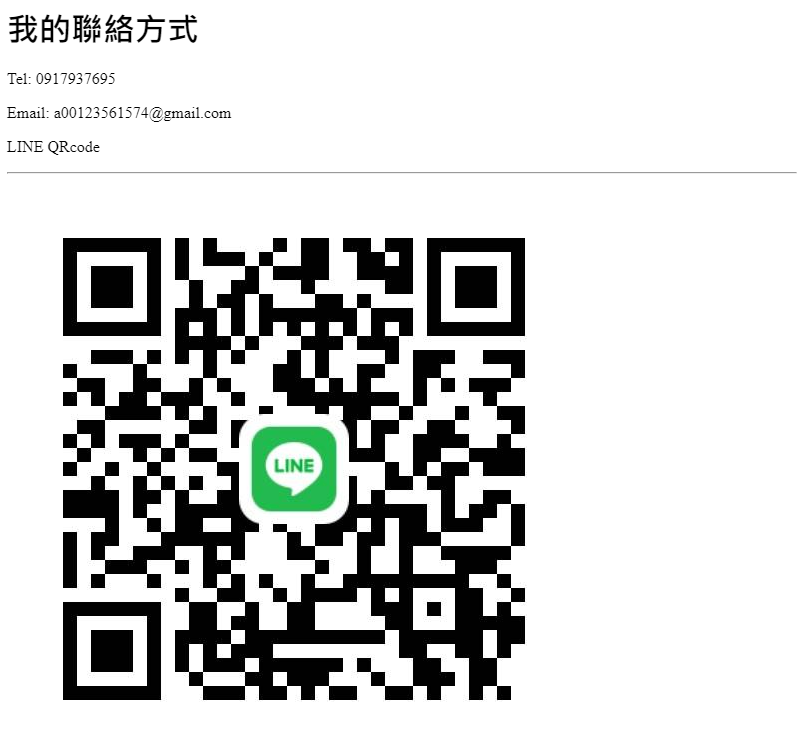 我的聯絡方式
Tel: 0917937695
Email: a00123561574@gmail.com
LINE QRcode
LINE